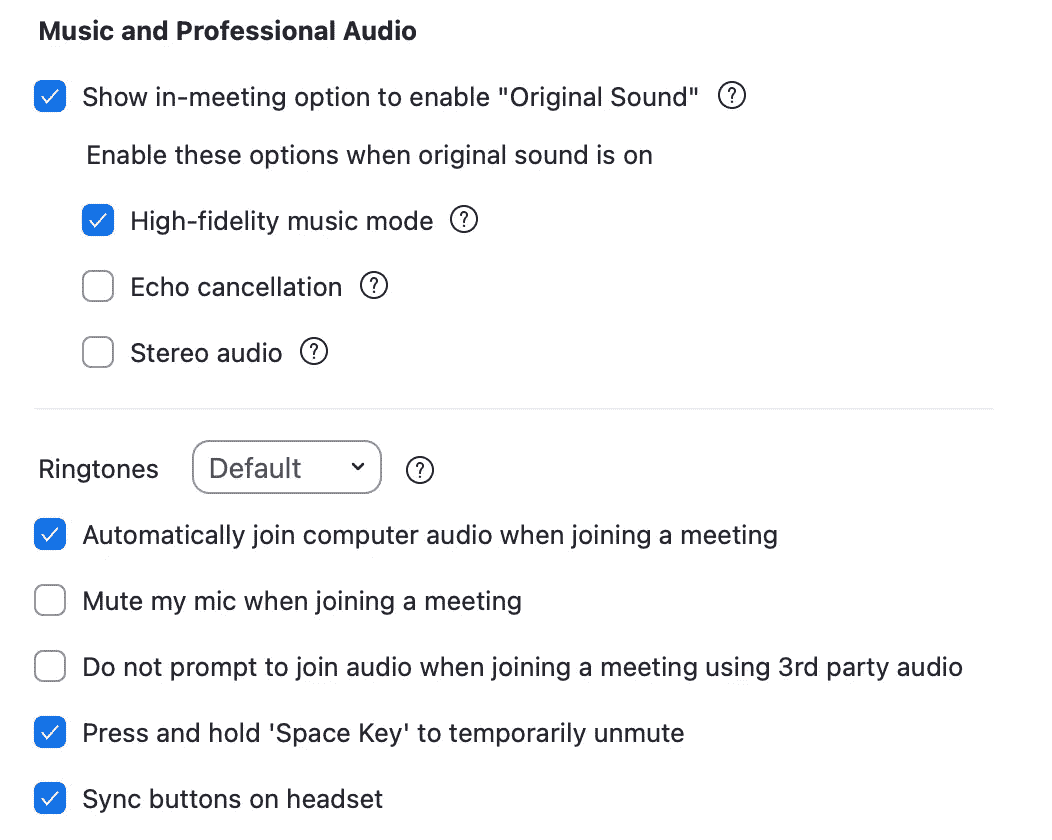 Music and Professional Audio
Show in-meeting option to enable "Original Sound" ?
Enable these options when original sound is on
High-fidelity music mode ?
Echo cancellation ?
Stereo audio ?
Ringtones Default ?
Automatically join computer audio when joining a meeting
Mute my mic when joining a meeting
Do not prompt to join audio when joining a meeting using 3rd party audio
Press and hold 'Space Key' to temporarily unmute
Sync buttons on headset